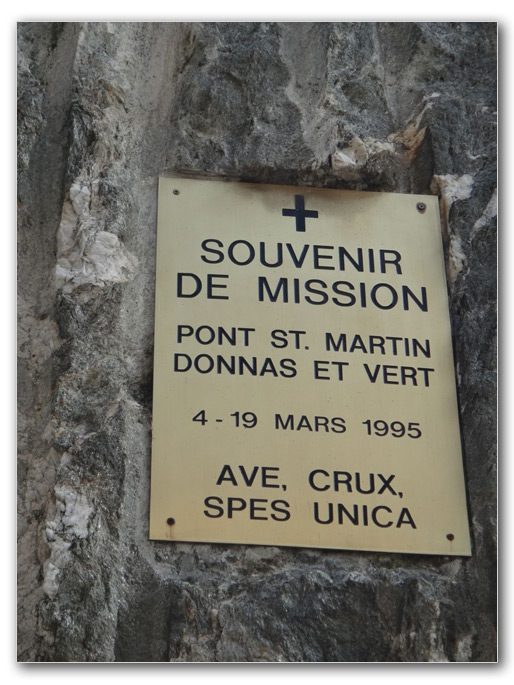 SOUVENIR
DE MISSION
PONT ST. MARTIN
DONNAS ET VERT
4-19 MARS 1995
AVE, CRUX,
SPES UNICA